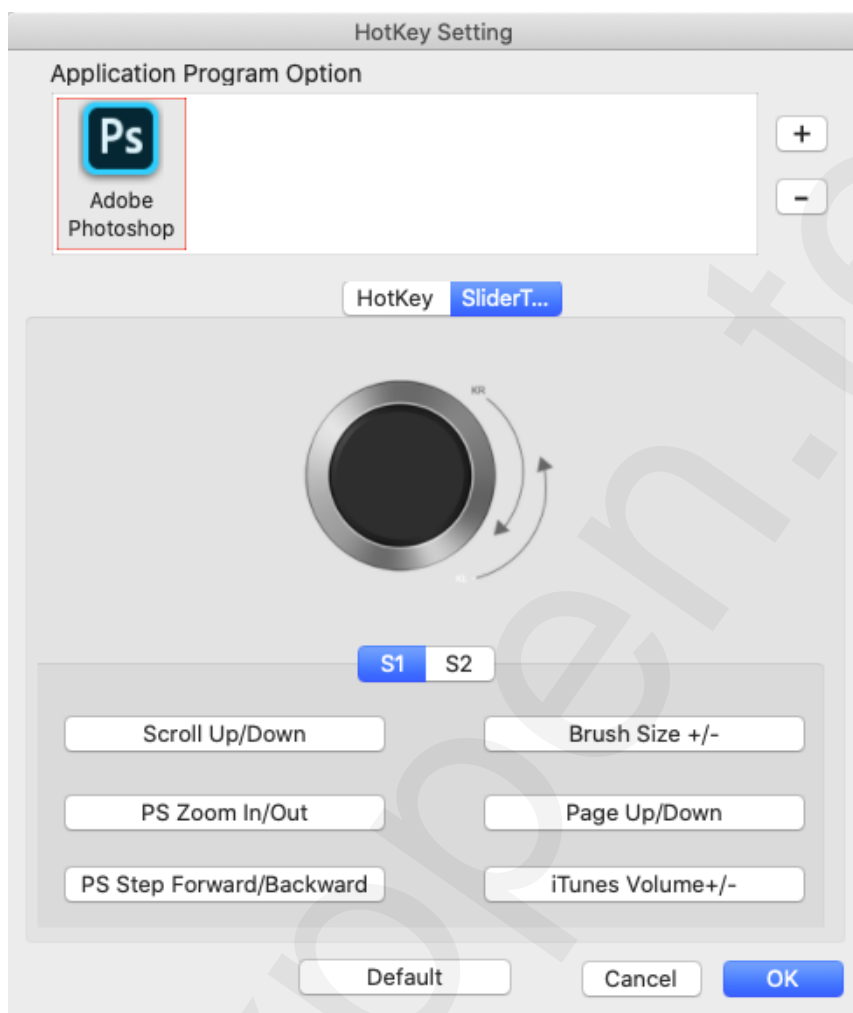 HotKey Setting
Application Program Option
Ps
+
Adobe
Photoshop
-
HotKey SliderT...
KR
KL
S1 S2
Scroll Up/Down Brush Size +/-
PS Zoom In/Out Page Up/Down
PS Step Forward/Backward iTunes Volume+/-
Default Cancel OK